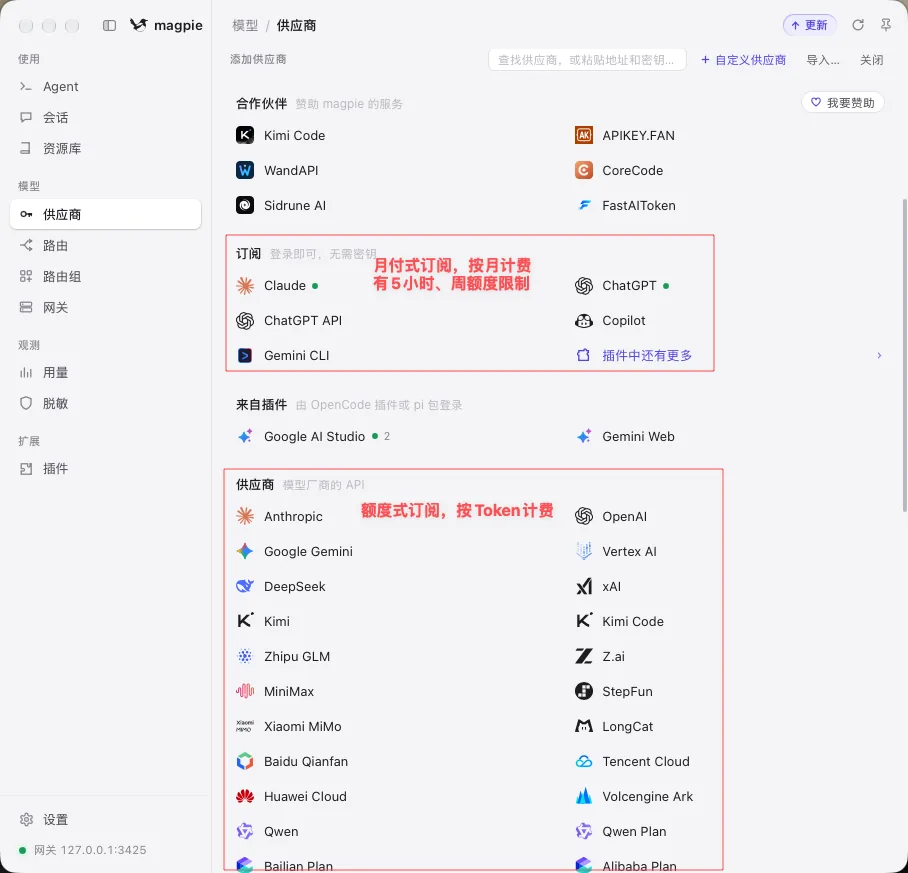 magpie
模型 / 供应商
更新
使用
添加供应商
查找供应商，或粘贴地址和密钥...
+ 自定义供应商
导入...
关闭
Agent
会话
资源库
模型
供应商
路由
路由组
网关
观测
用量
脱敏
扩展
插件
设置
网关 127.0.0.1:3425
合作伙伴 赞助 magpie 的服务
我要赞助
Kimi Code
APIKEY.FAN
WandAPI
CoreCode
Sidrune AI
FastAIToken
订阅 登录即可，无需密钥
月付式订阅，按月计费
有5小时、周额度限制
Claude
ChatGPT
ChatGPT API
Copilot
Gemini CLI
插件中还有更多
来自插件 由 OpenCode 插件或 pi 包登录
Google AI Studio 2
Gemini Web
供应商 模型厂商的 API
额度式订阅，按Token计费
Anthropic
OpenAI
Google Gemini
Vertex AI
DeepSeek
xAI
Kimi
Kimi Code
Zhipu GLM
Z.ai
MiniMax
StepFun
Xiaomi MiMo
LongCat
Baidu Qianfan
Tencent Cloud
Huawei Cloud
Volcengine Ark
Qwen
Qwen Plan
Bailian Plan
Alibaba Plan